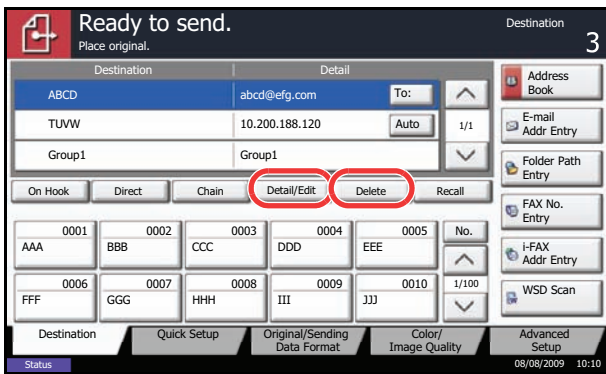 Ready to send.
Place original.
Destination
3
Destination Detail
ABCD abcd@efg.com To:
TUVW 10.200.188.120 Auto 1/1
Group1 Group1
On Hook Direct Chain Detail/Edit Delete Recall
0001 0002 0003 0004 0005 No.
AAA BBB CCC DDD EEE
0006 0007 0008 0009 0010 1/100
FFF GGG HHH III JJJ
Address
Book
E-mail
Addr Entry
Folder Path
Entry
FAX No.
Entry
i-FAX
Addr Entry
WSD Scan
Destination Quick Setup Original/Sending
Data Format
Color/
Image Quality
Advanced
Setup
Status 08/08/2009 10:10